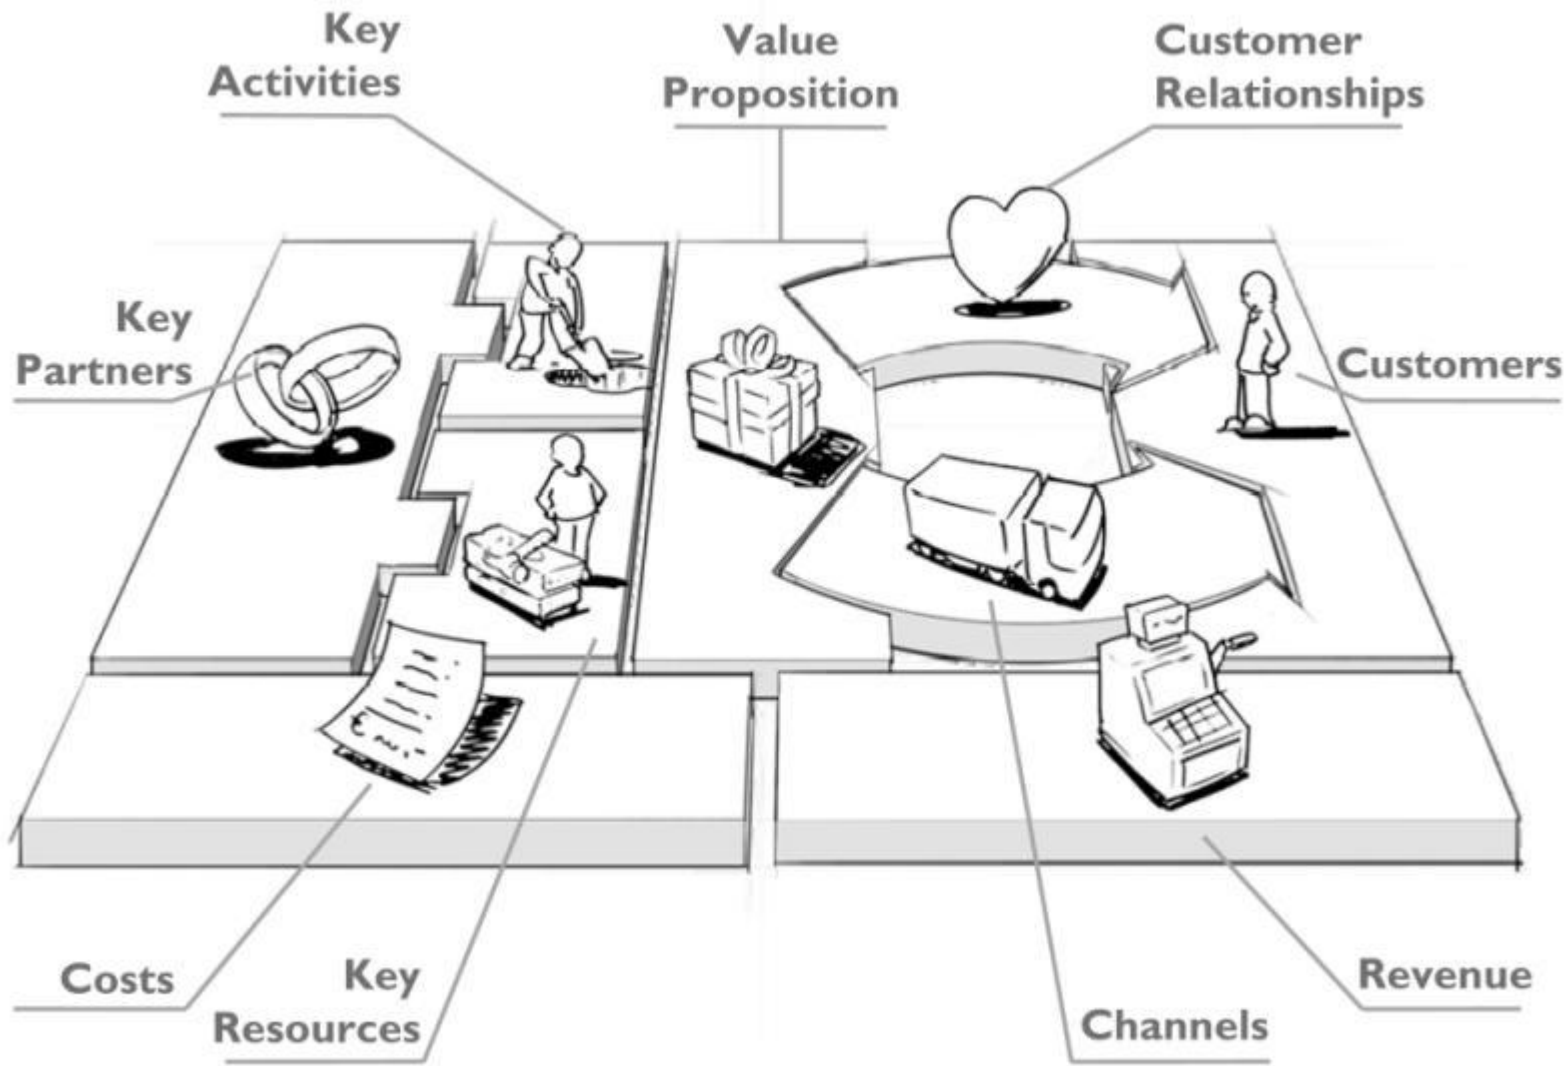 Key
Activities
Value
Proposition
Customer
Relationships
Key
Partners
Customers
Costs
Key
Resources
Channels
Revenue